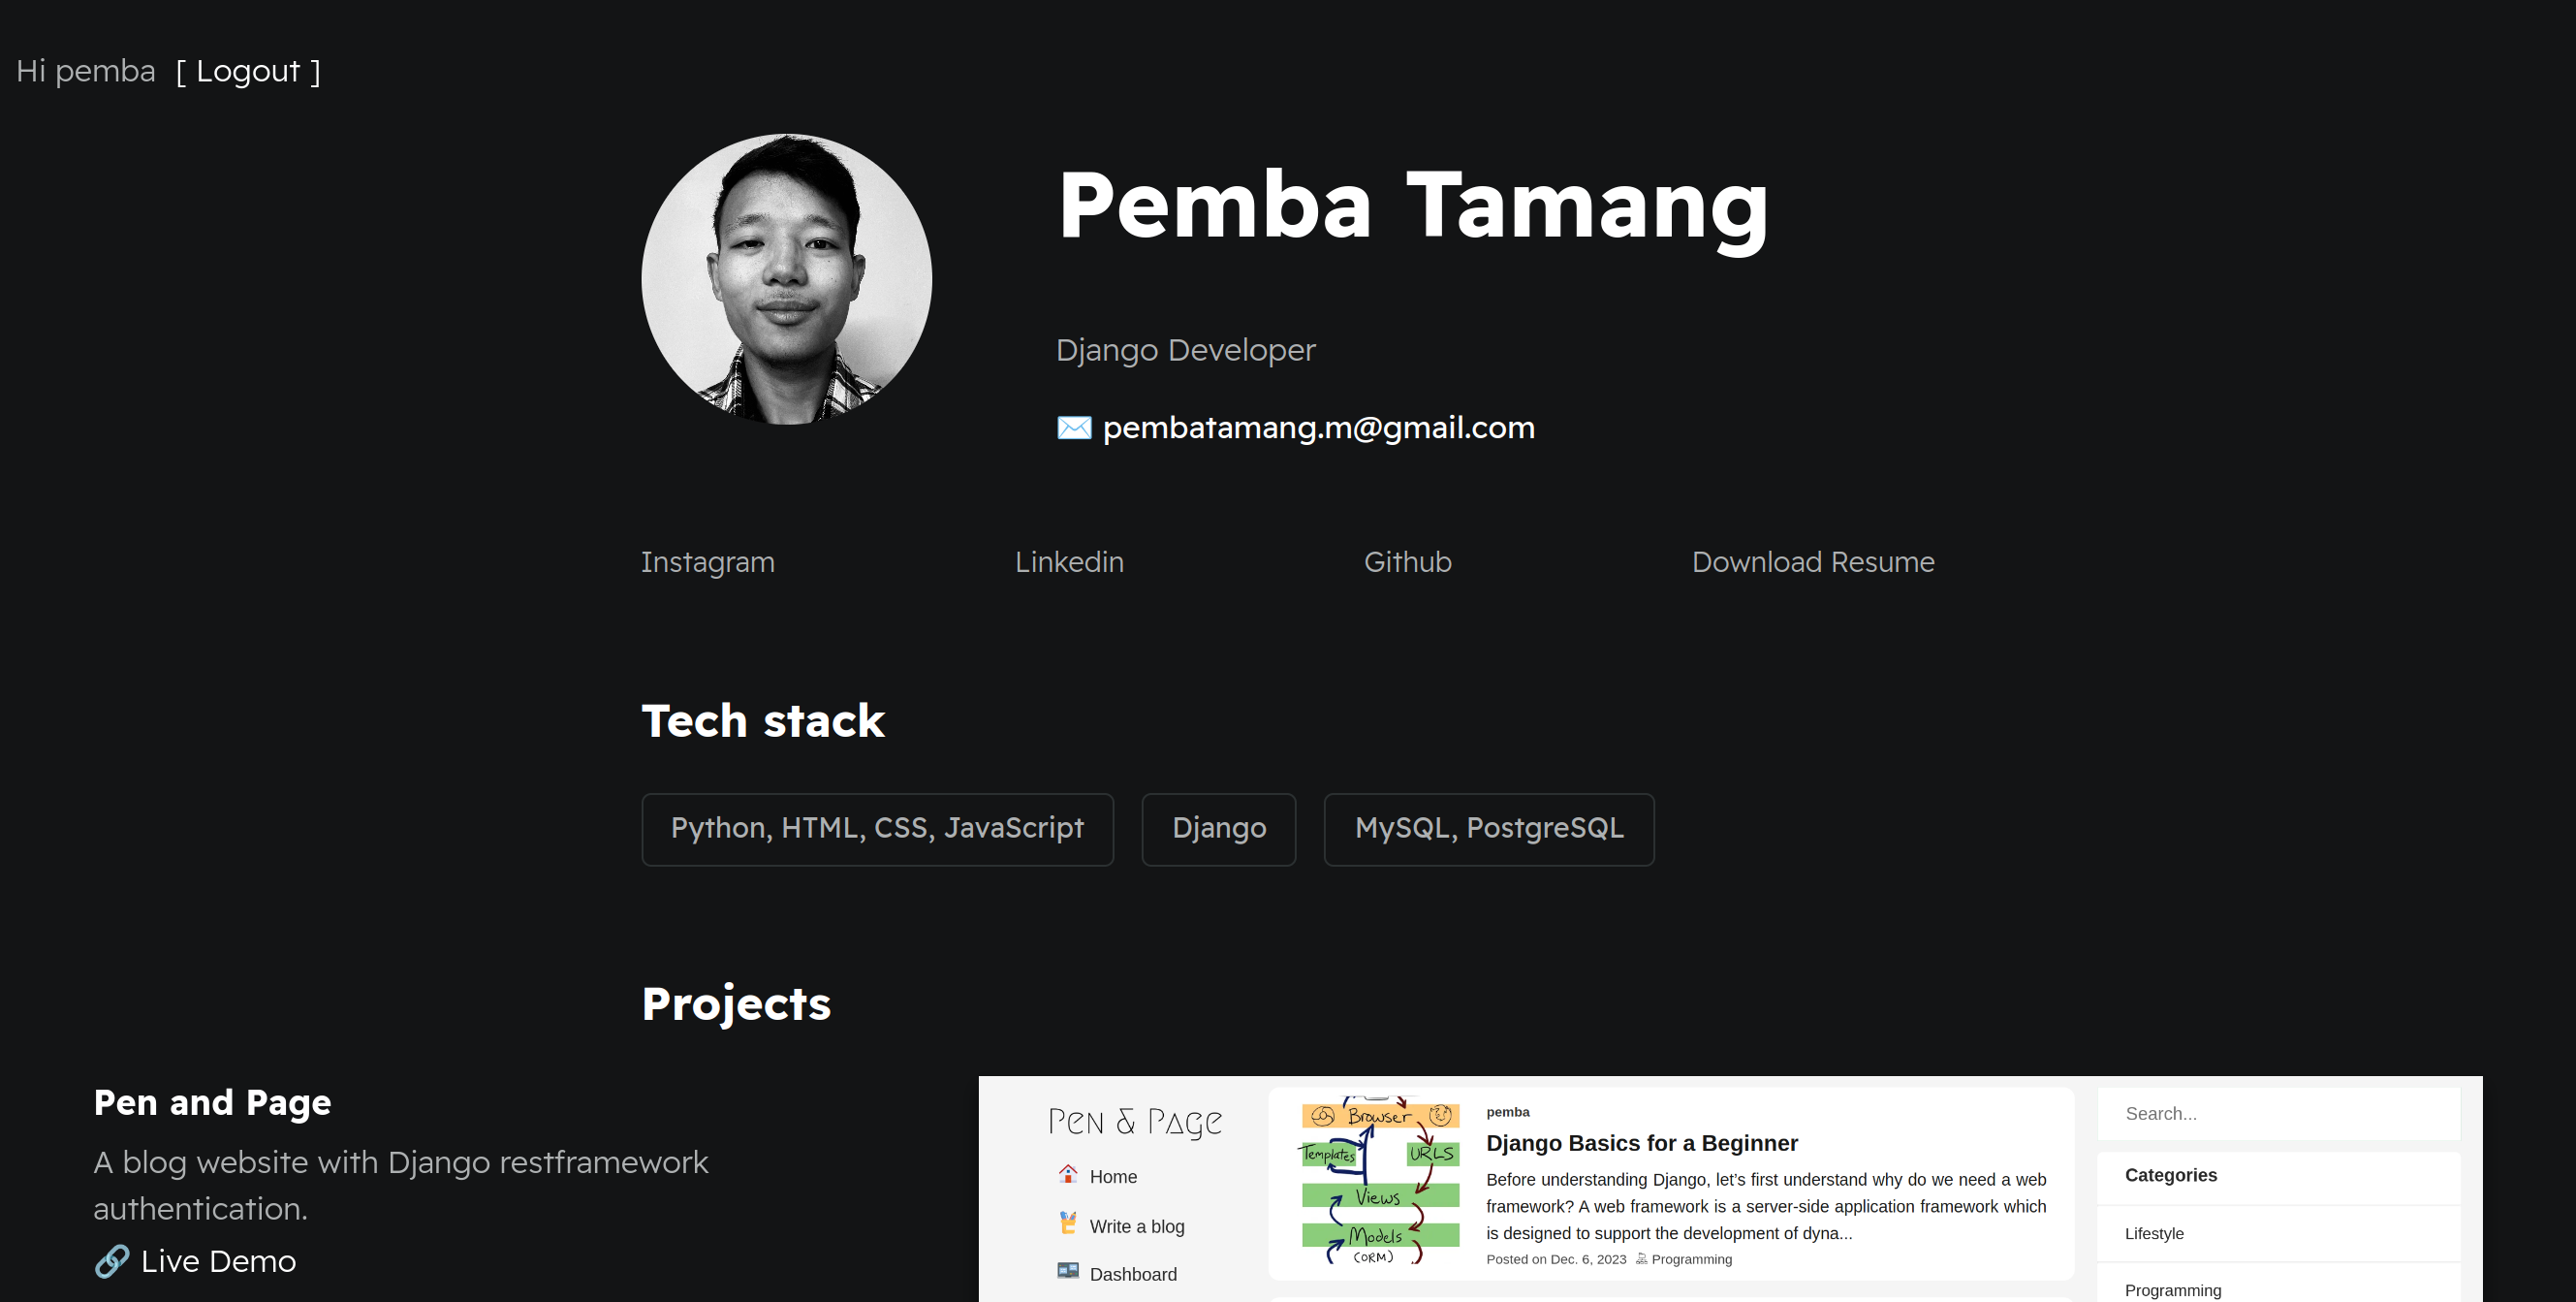 Hi pemba [ Logout ]
Pemba Tamang
Django Developer
✉️ pembatamang.m@gmail.com
Instagram Linkedin Github Download Resume
Tech stack
Python, HTML, CSS, JavaScript Django MySQL, PostgreSQL
Projects
Pen and Page
A blog website with Django restframework
authentication.
🔗 Live Demo
Pen & Page
Home
Write a blog
Dashboard
Browser
Templates URLS
Views
Models
(ORM)
pemba
Django Basics for a Beginner
Before understanding Django, let’s first understand why do we need a web
framework? A web framework is a server-side application framework which
is designed to support the development of dyna...
Posted on Dec. 6, 2023 Programming
Search...
Categories
Lifestyle
Programming